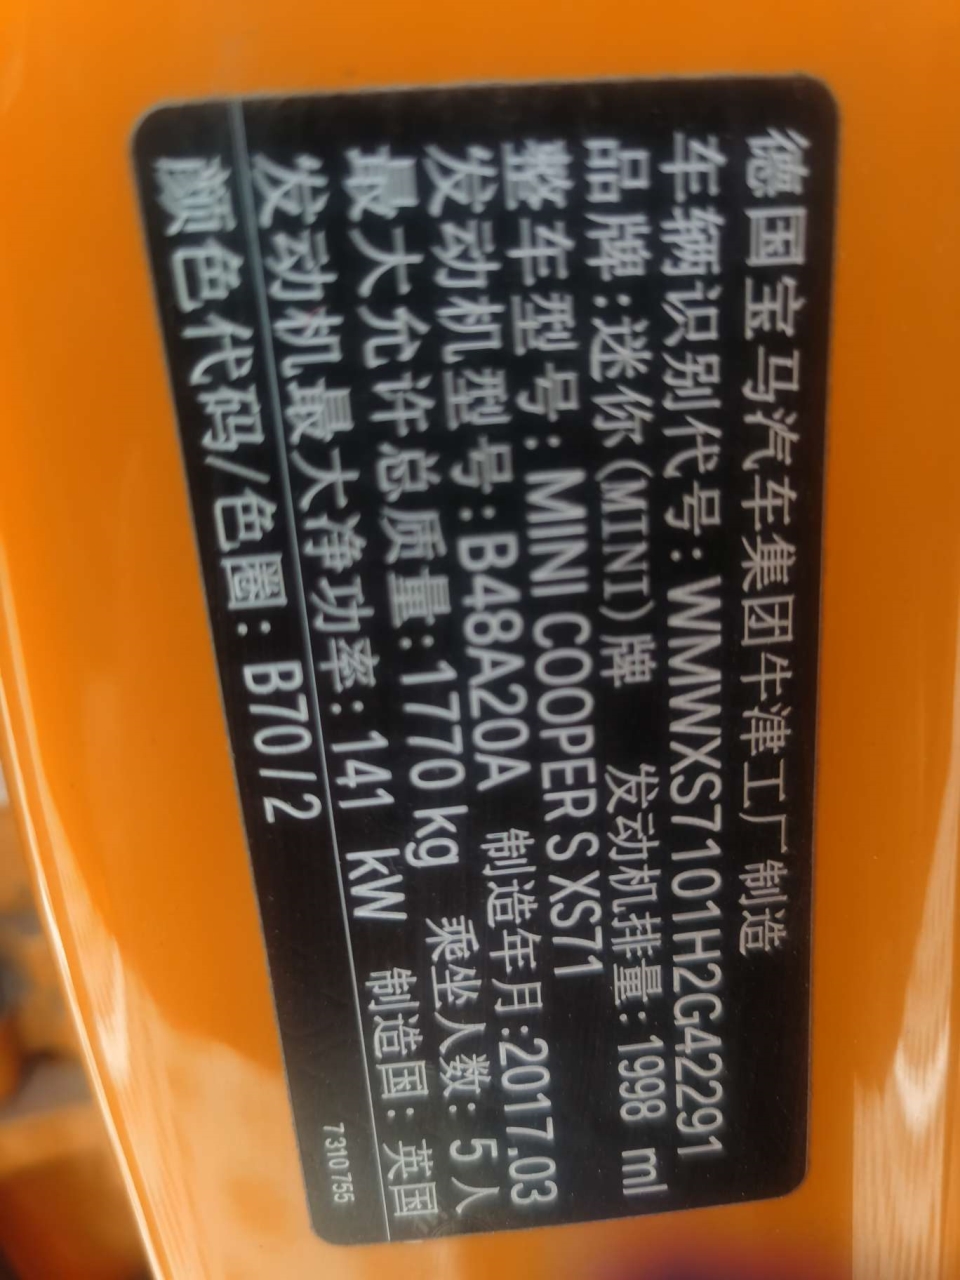 德国宝马汽车集团牛津工厂制造
车辆识别代号:WMWXS7101H2G42291
品牌:迷你(MINI)牌 发动机排量:1998 ml
整车型号:MINI COOPER S XS71
发动机型号:B48A20A 制造年月:2017.03
最大允许总质量:1770kg 乘坐人数:5人
发动机最大净功率:141 kW 制造国:英国
颜色代码/色圈:B70/2
7310755